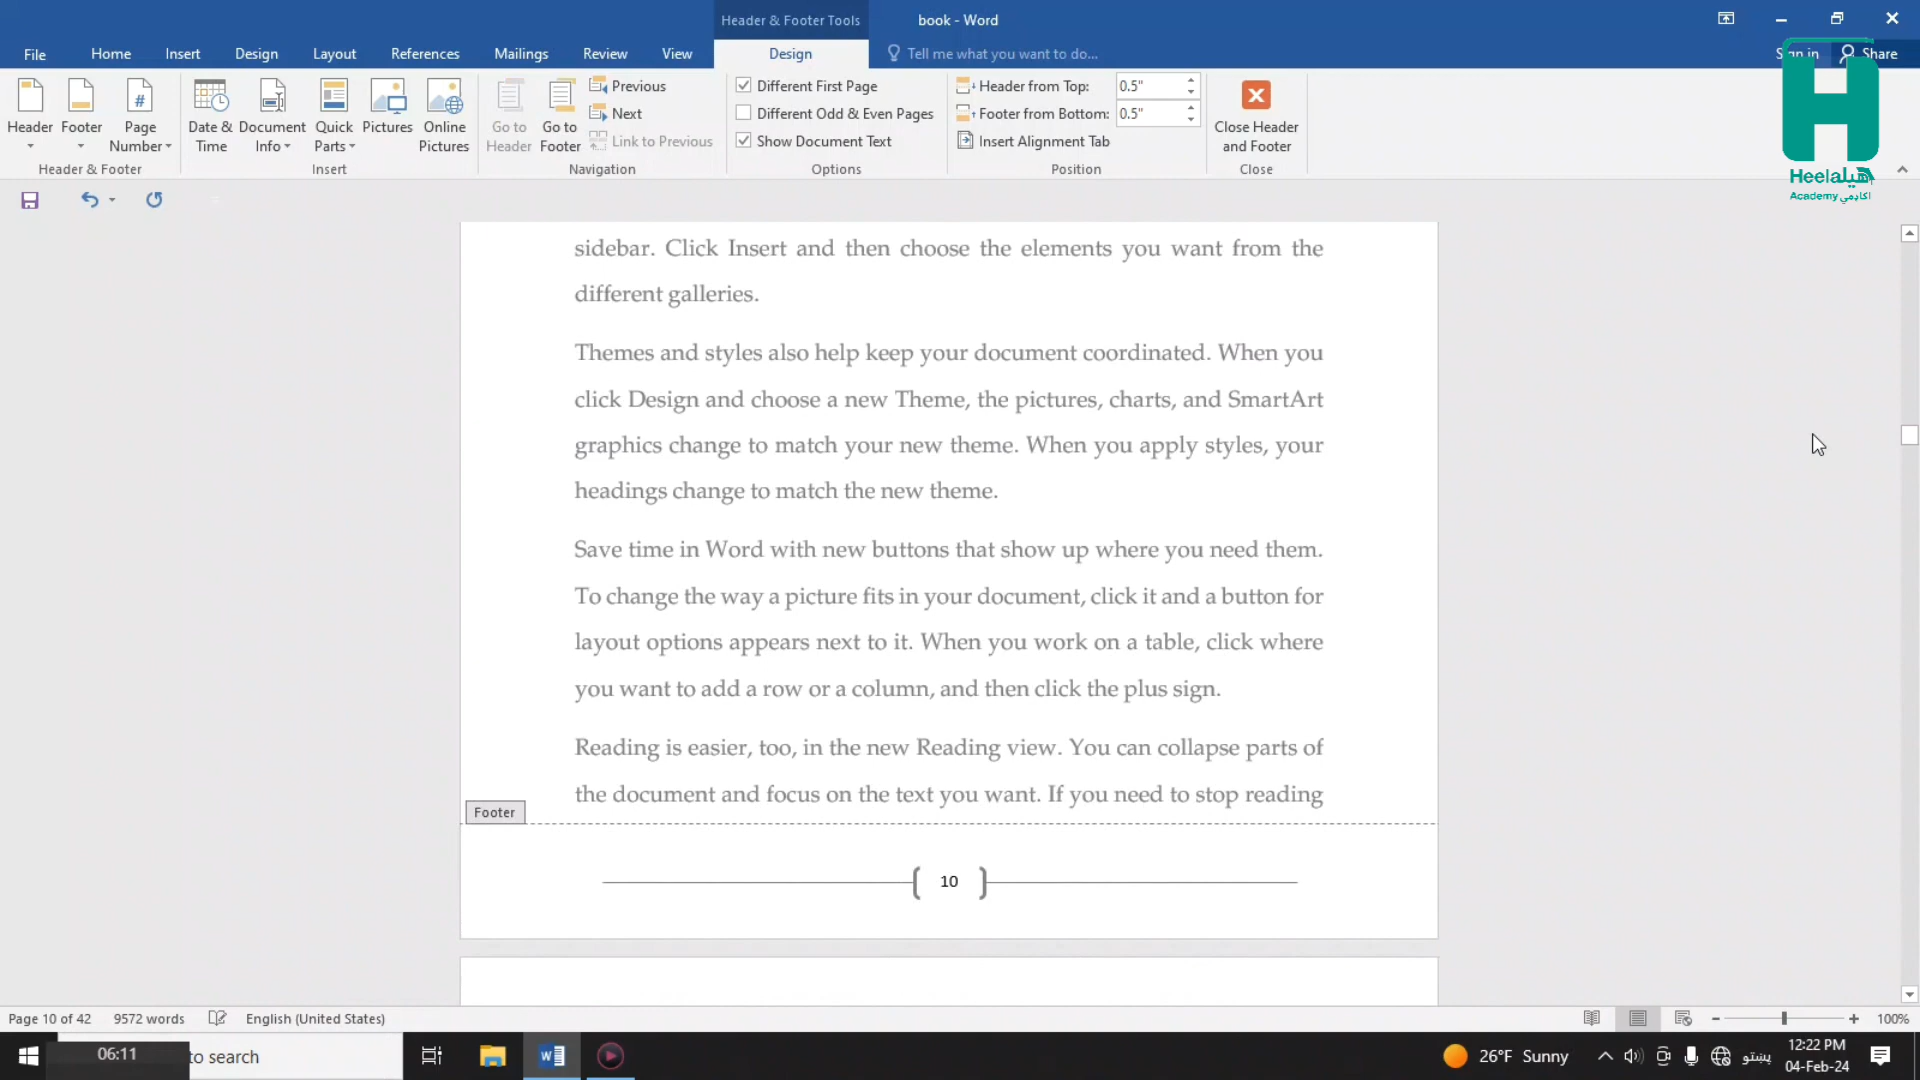 Header & Footer Tools
book - Word
File
Home
Insert
Design
Layout
References
Mailings
Review
View
Design
Tell me what you want to do...
Sign in
Share
Header
Footer
Page Number
Header & Footer
Date & Time
Document Info
Quick Parts
Pictures
Online Pictures
Insert
Go to Header
Go to Footer
Previous
Next
Link to Previous
Navigation
Different First Page
Different Odd & Even Pages
Show Document Text
Options
Header from Top: 0.5"
Footer from Bottom: 0.5"
Insert Alignment Tab
Position
Close Header and Footer
Close
H
Heela هیله
Academy اکاډمي
sidebar. Click Insert and then choose the elements you want from the
different galleries.
Themes and styles also help keep your document coordinated. When you
click Design and choose a new Theme, the pictures, charts, and SmartArt
graphics change to match your new theme. When you apply styles, your
headings change to match the new theme.
Save time in Word with new buttons that show up where you need them.
To change the way a picture fits in your document, click it and a button for
layout options appears next to it. When you work on a table, click where
you want to add a row or a column, and then click the plus sign.
Reading is easier, too, in the new Reading view. You can collapse parts of
the document and focus on the text you want. If you need to stop reading
Footer
10
Page 10 of 42
9572 words
English (United States)
100%
06:11
to search
26°F Sunny
پښتو
12:22 PM
04-Feb-24